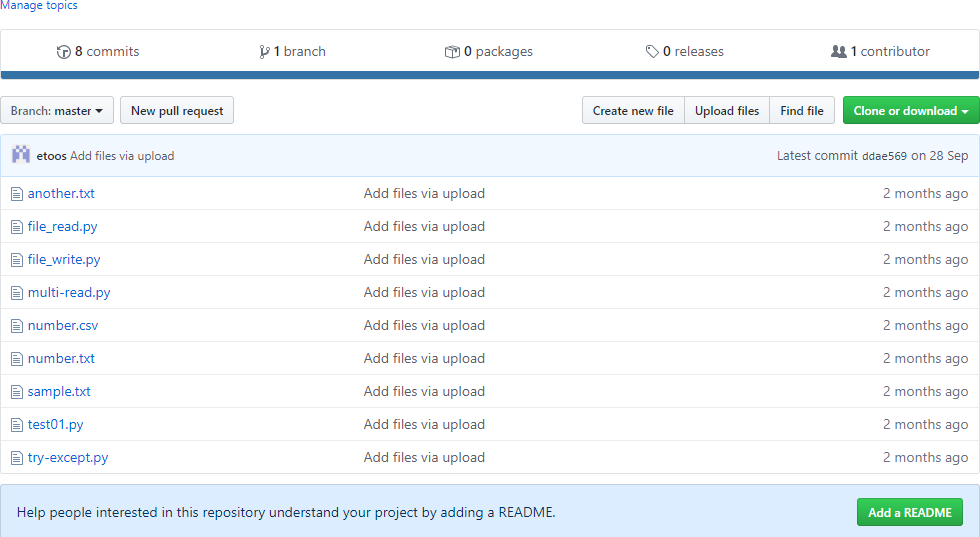 Manage topics
8 commits 1 branch 0 packages 0 releases 1 contributor
Branch: master New pull request Create new file Upload files Find file Clone or download
etoos Add files via upload Latest commit ddae569 on 28 Sep
another.txt Add files via upload 2 months ago
file_read.py Add files via upload 2 months ago
file_write.py Add files via upload 2 months ago
multi-read.py Add files via upload 2 months ago
number.csv Add files via upload 2 months ago
number.txt Add files via upload 2 months ago
sample.txt Add files via upload 2 months ago
test01.py Add files via upload 2 months ago
try-except.py Add files via upload 2 months ago
Help people interested in this repository understand your project by adding a README. Add a README